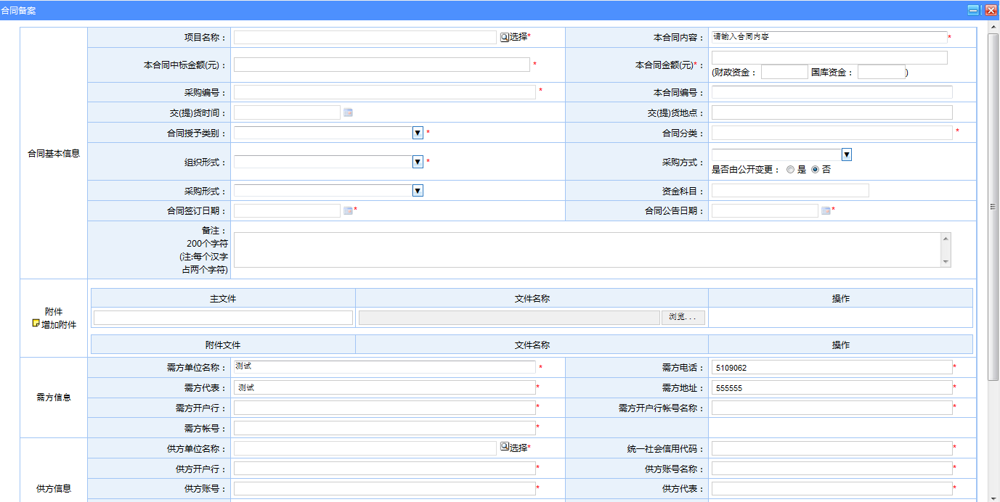 合同备案
合同基本信息
项目名称：
选择*
本合同内容：
请输入合同内容
*
本合同中标金额(元)：
*
本合同金额(元)*：
(财政资金： 国库资金： )
采购编号：
*
本合同编号：
交(提)货时间：
交(提)货地点：
合同授予类别：
*
合同分类：
*
组织形式：
*
采购方式：
是否由公开变更： 是 否
采购形式：
资金科目：
合同签订日期：
*
合同公告日期：
*
备注：
200个字符
(注:每个汉字
占两个字符)
附件
增加附件
主文件 文件名称 操作
浏览...
附件文件 文件名称 操作
需方信息
需方单位名称：
测试
*
需方电话：
5109062
*
需方代表：
测试
*
需方地址：
555555
*
需方开户行：
*
需方开户行帐号名称：
*
需方帐号：
*
供方信息
供方单位名称：
选择*
统一社会信用代码：
*
供方开户行：
*
供方账号名称：
*
供方账号：
*
供方代表：
*